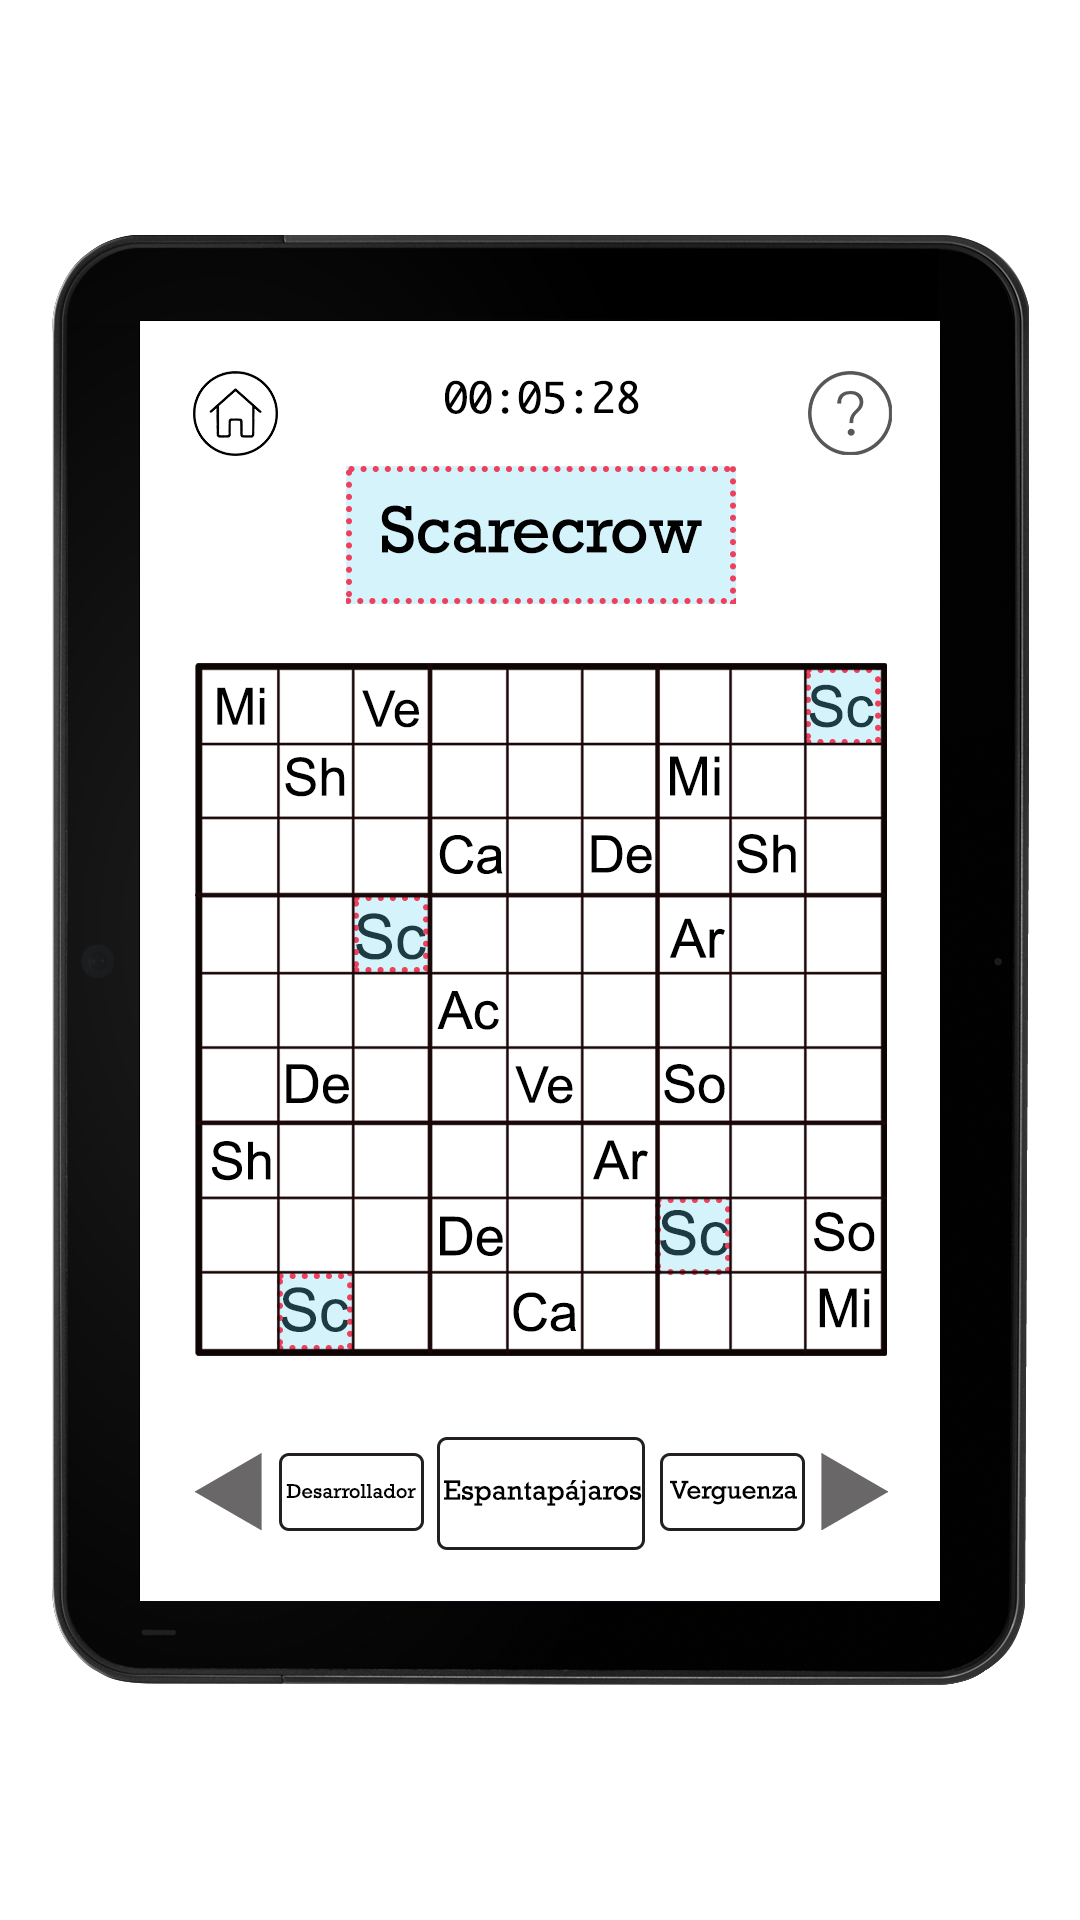 00:05:28
?
Scarecrow
Mi Ve Sc
Sh Mi
Ca De Sh
Sc Ar
Ac
De Ve So
Sh Ar
De Sc So
Sc Ca Mi
Desarrollador Espantapájaros Verguenza